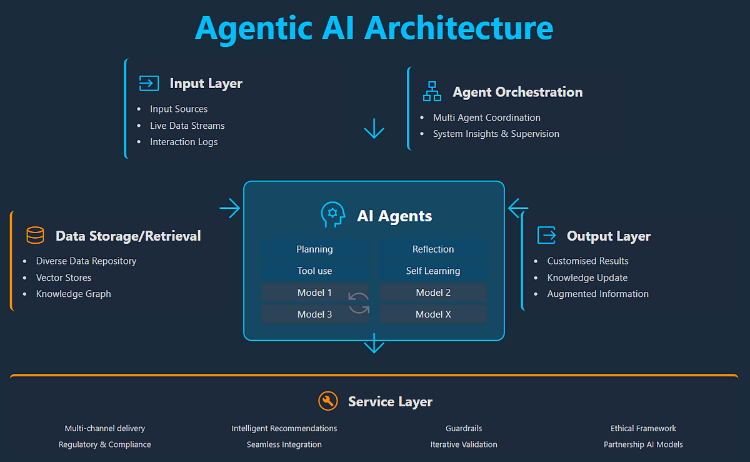 Agentic AI Architecture
Input Layer
Input Sources
Live Data Streams
Interaction Logs
Agent Orchestration
Multi Agent Coordination
System Insights & Supervision
Data Storage/Retrieval
Diverse Data Repository
Vector Stores
Knowledge Graph
AI Agents
Planning
Reflection
Tool use
Self Learning
Model 1
Model 2
Model 3
Model X
Output Layer
Customised Results
Knowledge Update
Augmented Information
Service Layer
Multi-channel delivery
Intelligent Recommendations
Guardrails
Ethical Framework
Regulatory & Compliance
Seamless Integration
Iterative Validation
Partnership AI Models